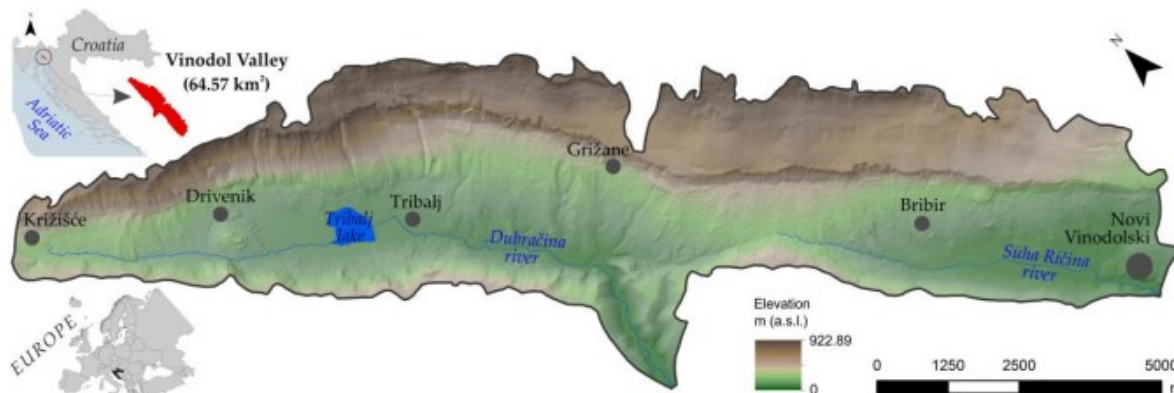 Croatia
Vinodol Valley
(64.57 km²)
Adriatic
Sea
N
Grižane
Drivenik
Tribalj
Križišće
Tribalj
lake
Dubračina
river
Bribir
Novi
Vinodolski
Suha Ričina
river
EUROPE
Elevation
m (a.s.l.)
922.89
0
0 1250 2500 5000
m